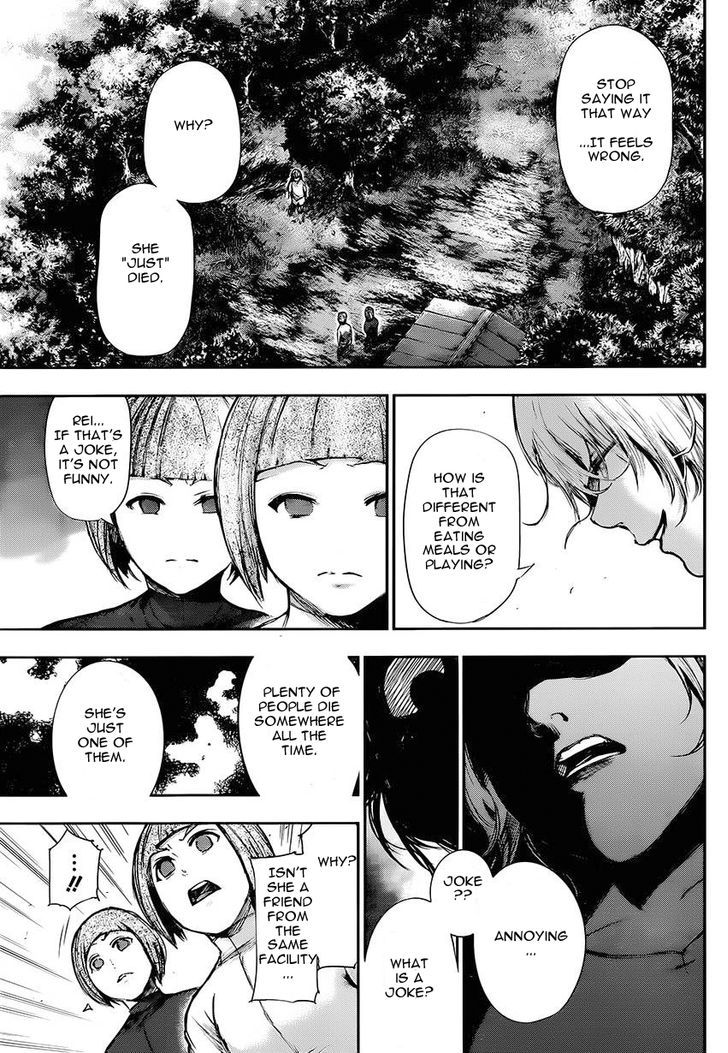 STOP
SAYING IT
THAT WAY
...IT FEELS
WRONG.
WHY?
SHE
"JUST"
DIED.
HOW IS
THAT
DIFFERENT
FROM
EATING
MEALS OR
PLAYING?
REI...
IF THAT'S
A JOKE,
IT'S NOT
FUNNY.
ANNOYING
...
JOKE
??
WHAT IS
A
JOKE?
PLENTY OF
PEOPLE DIE
SOMEWHERE
ALL THE
TIME.
SHE'S
JUST
ONE OF
THEM.
WHY?
ISN'T
SHE A
FRIEND
FROM
THE
SAME
FACILITY
...
...!!